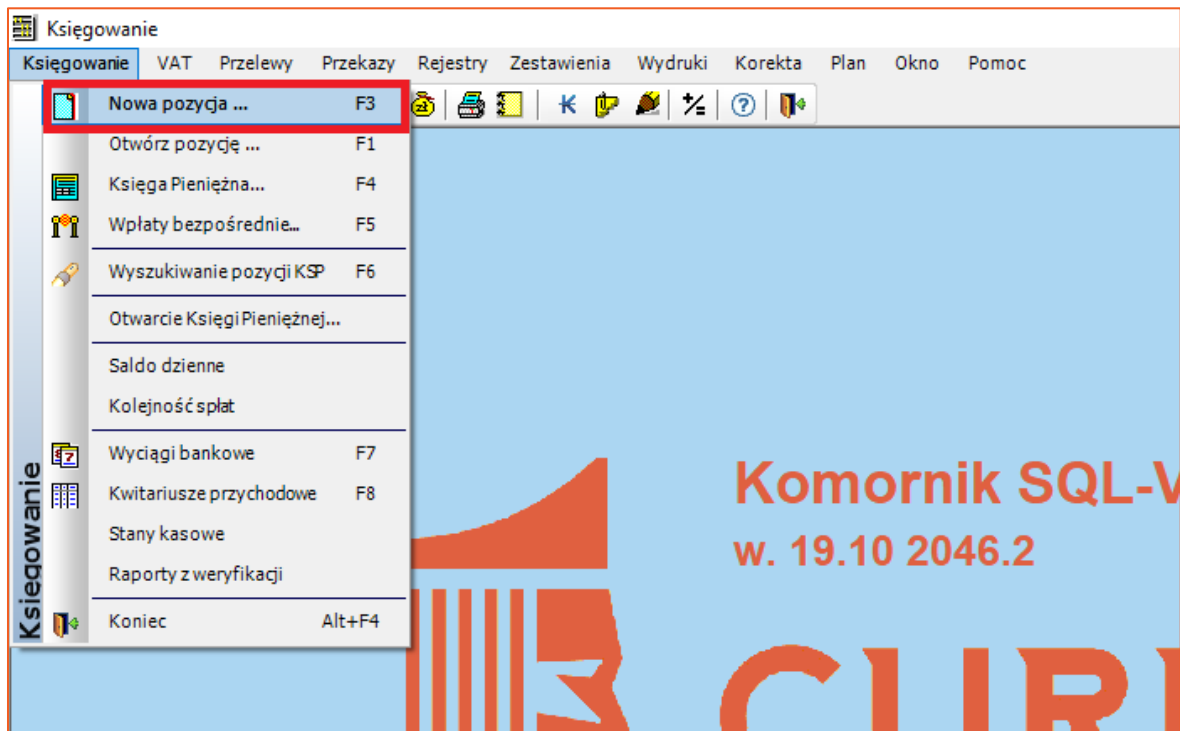 Księgowanie
Księgowanie VAT Przelewy Przekazy Rejestry Zestawienia Wydruki Korekta Plan Okno Pomoc
Nowa pozycja ... F3
Otwórz pozycję ... F1
Księga Pieniężna... F4
Wpłaty bezpośrednie... F5
Wyszukiwanie pozycji KSP F6
Otwarcie Księgi Pieniężnej...
Saldo dzienne
Kolejność spłat
Wyciągi bankowe F7
Kwitariusze przychodowe F8
Stany kasowe
Raporty z weryfikacji
Koniec Alt+F4
Księgowanie
Komornik SQL-V
w. 19.10 2046.2